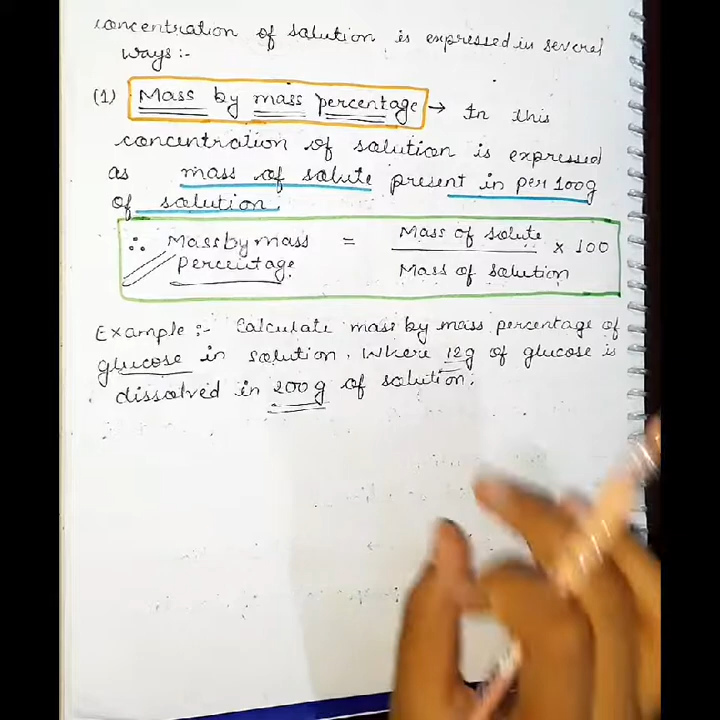 concentration of solution is expressed in several
ways :-
(1) Mass by mass percentage → In this
concentration of solution is expressed
as mass of solute present in per 100g
of solution.
∴ Mass by mass percentage = Mass of solute / Mass of solution × 100
Example :- Calculate mass by mass percentage of
glucose in solution. Where 12g of glucose is
dissolved in 200g of solution.